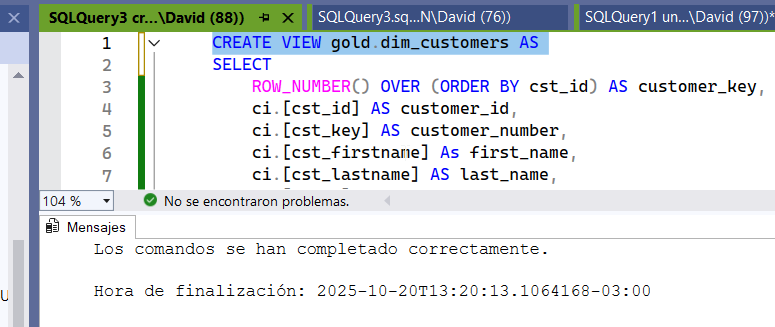 SQLQuery3 cr...\David (88))
SQLQuery3.sq...N\David (76))
SQLQuery1 un...\David (97))*
1 CREATE VIEW gold.dim_customers AS
2 SELECT
3 ROW_NUMBER() OVER (ORDER BY cst_id) AS customer_key,
4 ci.[cst_id] AS customer_id,
5 ci.[cst_key] AS customer_number,
6 ci.[cst_firstname] As first_name,
7 ci.[cst_lastname] AS last_name,
104 %
No se encontraron problemas.
Mensajes
Los comandos se han completado correctamente.
Hora de finalización: 2025-10-20T13:20:13.1064168-03:00
U